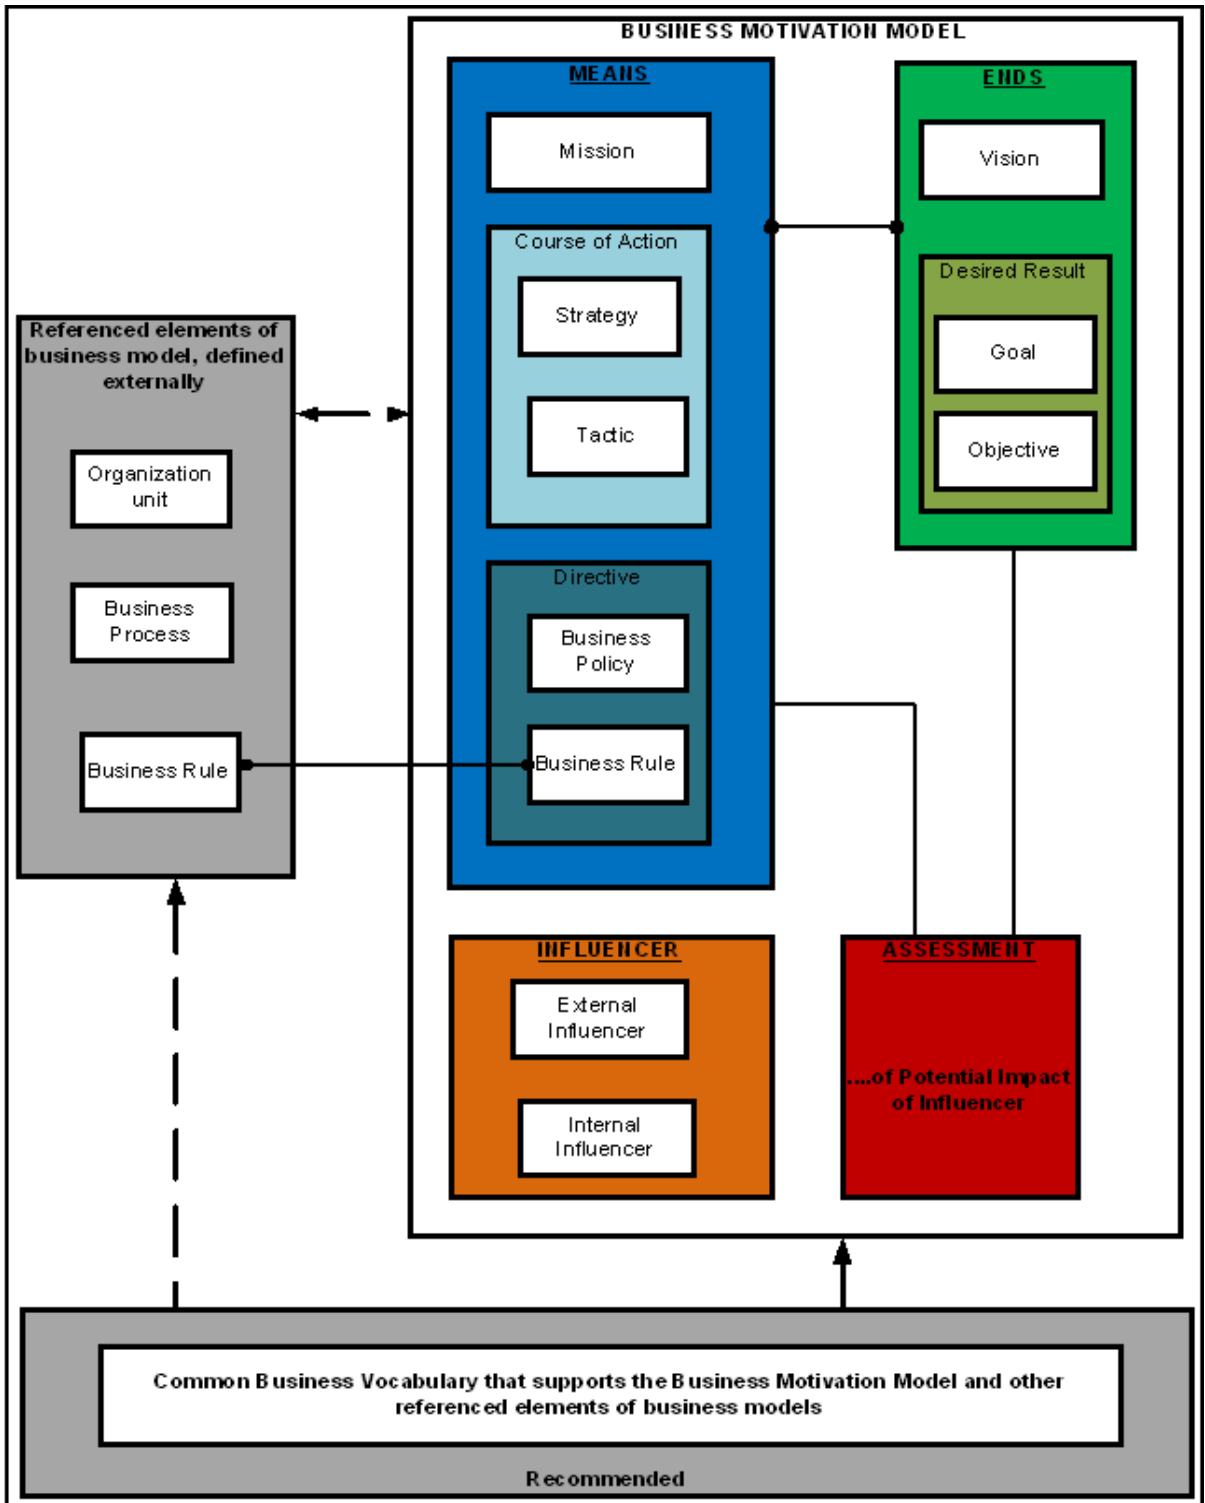 BUSINESS MOTIVATION MODEL
MEANS
Mission
Course of Action
Strategy
Tactic
Directive
Business
Policy
Business Rule
ENDS
Vision
Desired Result
Goal
Objective
Referenced elements of
business model, defined
externally
Organization
unit
Business
Process
Business Rule
INFLUENCER
External
Influencer
Internal
Influencer
ASSESSMENT
....of Potential Impact
of Influencer
Common Business Vocabulary that supports the Business Motivation Model and other
referenced elements of business models
Recommended